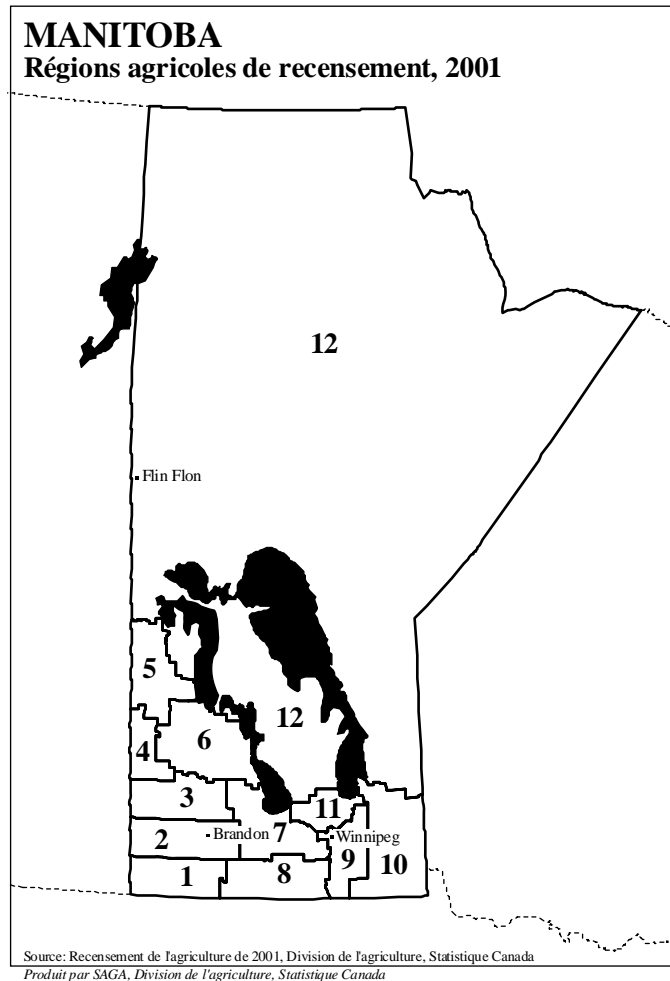 MANITOBA
Régions agricoles de recensement, 2001
12
Flin Flon
5
12
6
4
3
11
2
Brandon
7
Winnipeg
9
10
1
8
Source: Recensement de l'agriculture de 2001, Division de l'agriculture, Statistique Canada
Produit par SAGA, Division de l'agriculture, Statistique Canada